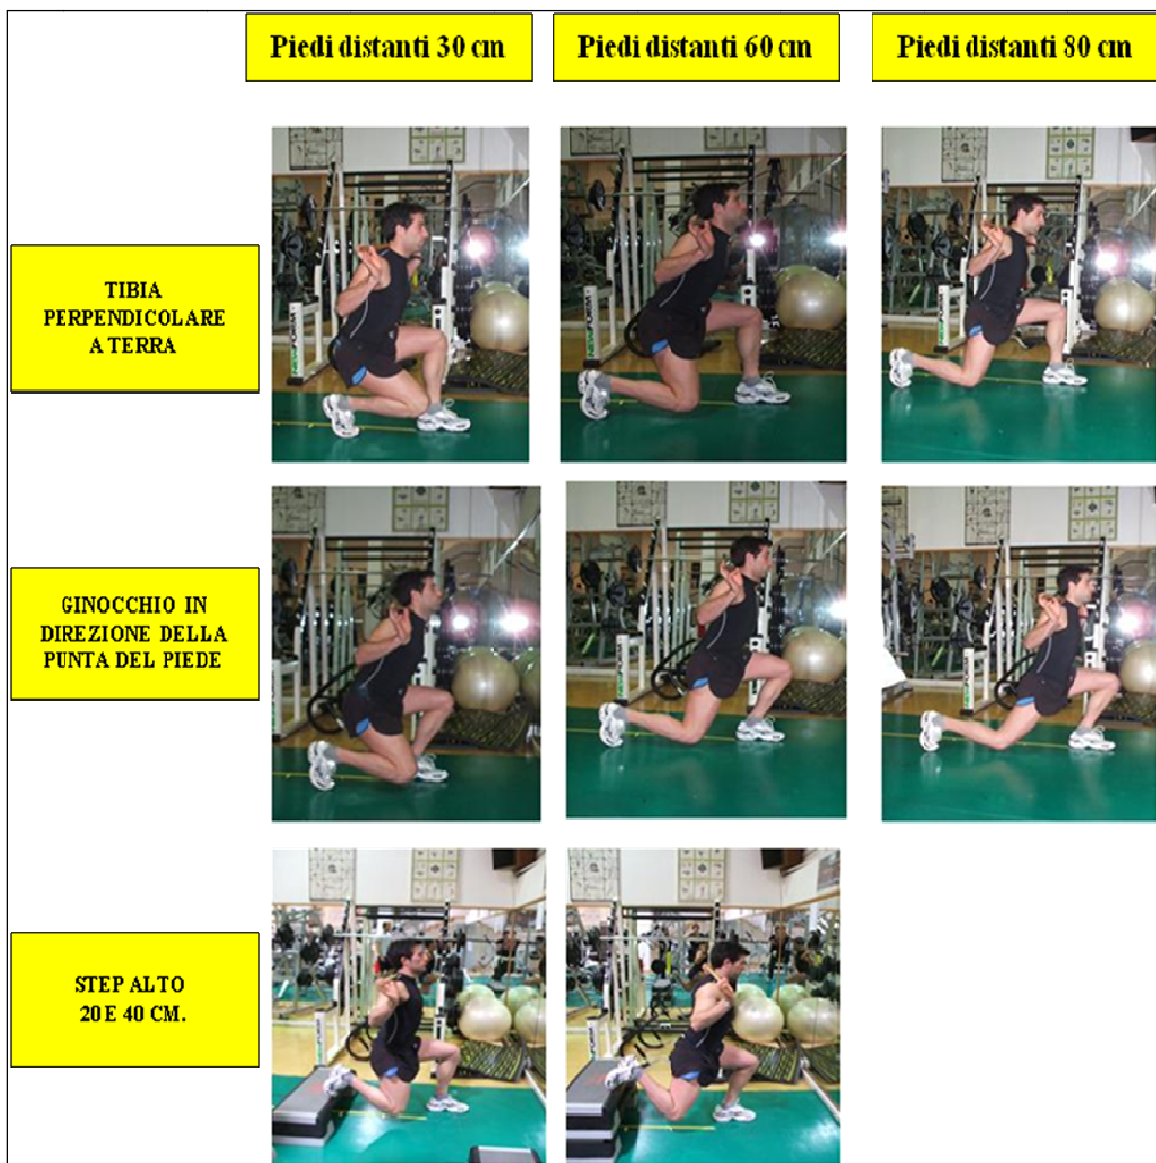 Piedi distanti 30 cm
Piedi distanti 60 cm
Piedi distanti 80 cm
TIBIA
PERPENDICOLARE
A TERRA
GINOCCHIO IN
DIREZIONE DELLA
PUNTA DEL PIEDE
STEP ALTO
20 E 40 CM.